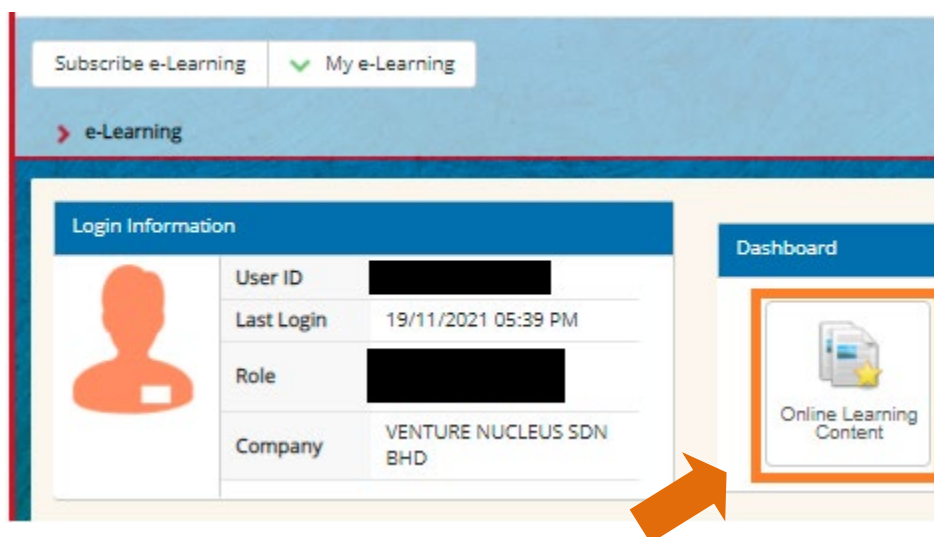 Subscribe e-Learning
My e-Learning
e-Learning
Login Information
User ID
Last Login 19/11/2021 05:39 PM
Role
Company VENTURE NUCLEUS SDN
BHD
Dashboard
Online Learning
Content